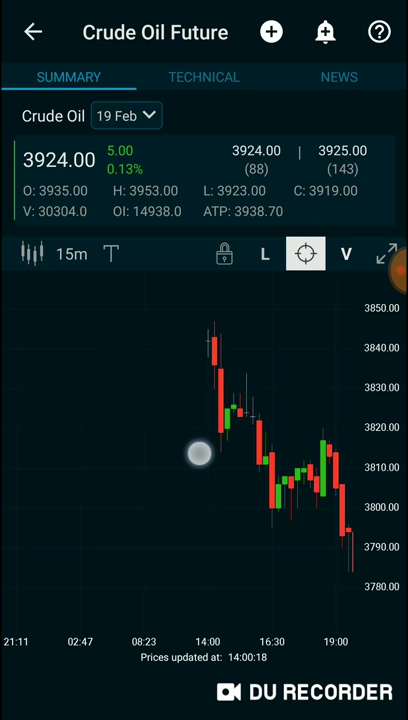 Crude Oil Future
SUMMARY TECHNICAL NEWS
Crude Oil 19 Feb
3924.00 5.00 0.13% 3924.00 (88) | 3925.00 (143)
O: 3935.00 H: 3953.00 L: 3923.00 C: 3919.00
V: 30304.0 OI: 14938.0 ATP: 3938.70
15m T L V
3850.00
3840.00
3830.00
3820.00
3810.00
3800.00
3790.00
3780.00
21:11 02:47 08:23 14:00 16:30 19:00
Prices updated at: 14:00:18
DU RECORDER